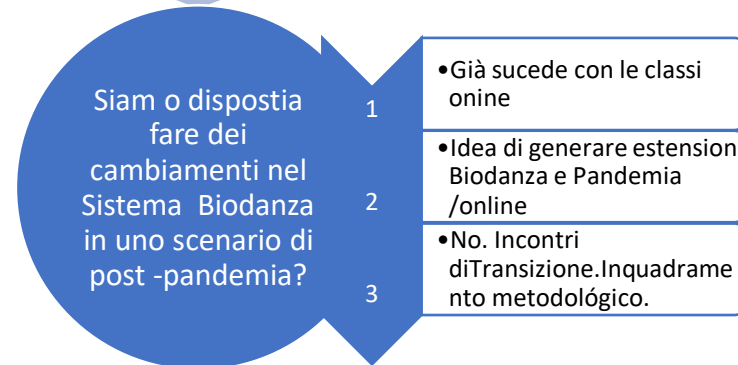 Siam o dispostia
fare dei
cambiamenti nel
Sistema Biodanza
in uno scenario di
post -pandemia?
1
•Già sucede con le classi
onine
2
•Idea di generare estension
Biodanza e Pandemia
/online
3
•No. Incontri
diTransizione.Inquadrame
nto metodológico.